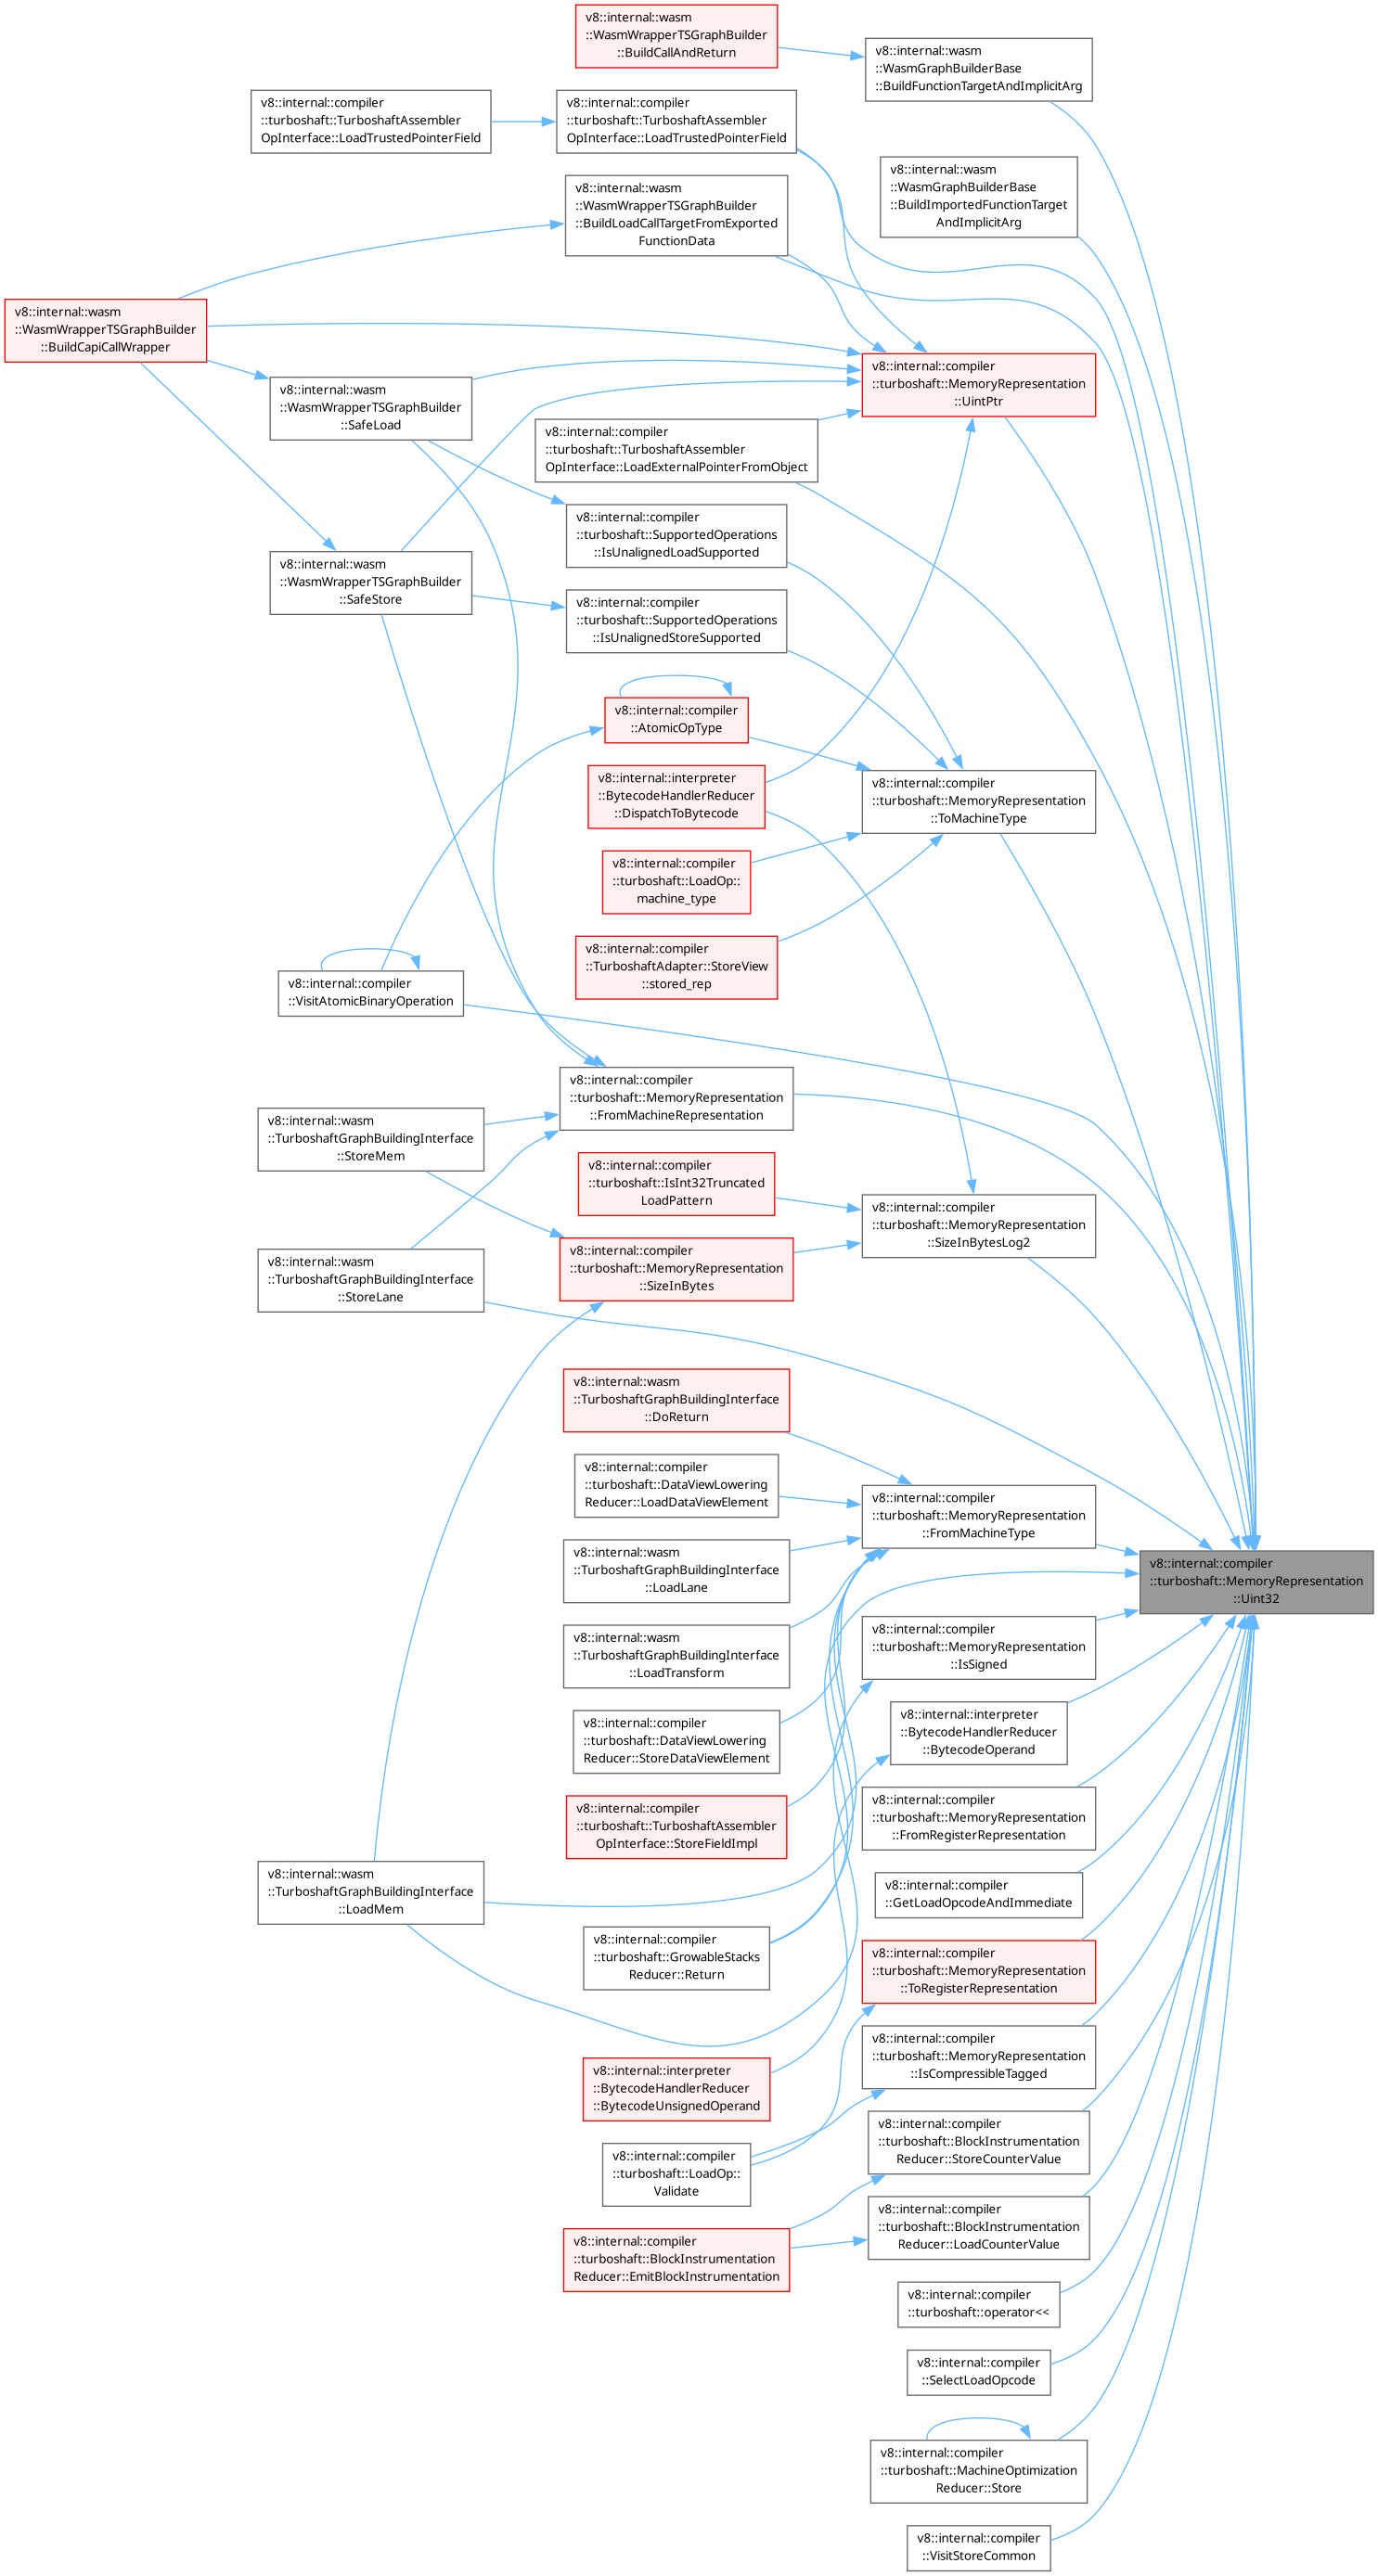 v8::internal::wasm
::WasmWrapperTSGraphBuilder
::BuildCallAndReturn
v8::internal::wasm
::WasmGraphBuilderBase
::BuildFunctionTargetAndImplicitArg
v8::internal::compiler
::turboshaft::TurboshaftAssembler
OpInterface::LoadTrustedPointerField
v8::internal::compiler
::turboshaft::TurboshaftAssembler
OpInterface::LoadTrustedPointerField
v8::internal::wasm
::WasmGraphBuilderBase
::BuildImportedFunctionTarget
AndImplicitArg
v8::internal::wasm
::WasmWrapperTSGraphBuilder
::BuildLoadCallTargetFromExported
FunctionData
v8::internal::wasm
::WasmWrapperTSGraphBuilder
::BuildCapiCallWrapper
v8::internal::compiler
::turboshaft::MemoryRepresentation
::UintPtr
v8::internal::wasm
::WasmWrapperTSGraphBuilder
::SafeLoad
v8::internal::compiler
::turboshaft::TurboshaftAssembler
OpInterface::LoadExternalPointerFromObject
v8::internal::compiler
::turboshaft::SupportedOperations
::IsUnalignedLoadSupported
v8::internal::wasm
::WasmWrapperTSGraphBuilder
::SafeStore
v8::internal::compiler
::turboshaft::SupportedOperations
::IsUnalignedStoreSupported
v8::internal::compiler
::AtomicOpType
v8::internal::interpreter
::BytecodeHandlerReducer
::DispatchToBytecode
v8::internal::compiler
::turboshaft::MemoryRepresentation
::ToMachineType
v8::internal::compiler
::turboshaft::LoadOp::
machine_type
v8::internal::compiler
::TurboshaftAdapter::StoreView
::stored_rep
v8::internal::compiler
::VisitAtomicBinaryOperation
v8::internal::compiler
::turboshaft::MemoryRepresentation
::FromMachineRepresentation
v8::internal::wasm
::TurboshaftGraphBuildingInterface
::StoreMem
v8::internal::compiler
::turboshaft::IsInt32Truncated
LoadPattern
v8::internal::compiler
::turboshaft::MemoryRepresentation
::SizeInBytesLog2
v8::internal::compiler
::turboshaft::MemoryRepresentation
::SizeInBytes
v8::internal::wasm
::TurboshaftGraphBuildingInterface
::StoreLane
v8::internal::wasm
::TurboshaftGraphBuildingInterface
::DoReturn
v8::internal::compiler
::turboshaft::DataViewLowering
Reducer::LoadDataViewElement
v8::internal::compiler
::turboshaft::MemoryRepresentation
::FromMachineType
v8::internal::wasm
::TurboshaftGraphBuildingInterface
::LoadLane
v8::internal::compiler
::turboshaft::MemoryRepresentation
::Uint32
v8::internal::wasm
::TurboshaftGraphBuildingInterface
::LoadTransform
v8::internal::compiler
::turboshaft::MemoryRepresentation
::IsSigned
v8::internal::compiler
::turboshaft::DataViewLowering
Reducer::StoreDataViewElement
v8::internal::interpreter
::BytecodeHandlerReducer
::BytecodeOperand
v8::internal::compiler
::turboshaft::TurboshaftAssembler
OpInterface::StoreFieldImpl
v8::internal::compiler
::turboshaft::MemoryRepresentation
::FromRegisterRepresentation
v8::internal::wasm
::TurboshaftGraphBuildingInterface
::LoadMem
v8::internal::compiler
::GetLoadOpcodeAndImmediate
v8::internal::compiler
::turboshaft::GrowableStacks
Reducer::Return
v8::internal::compiler
::turboshaft::MemoryRepresentation
::ToRegisterRepresentation
v8::internal::compiler
::turboshaft::MemoryRepresentation
::IsCompressibleTagged
v8::internal::interpreter
::BytecodeHandlerReducer
::BytecodeUnsignedOperand
v8::internal::compiler
::turboshaft::BlockInstrumentation
Reducer::StoreCounterValue
v8::internal::compiler
::turboshaft::LoadOp::
Validate
v8::internal::compiler
::turboshaft::BlockInstrumentation
Reducer::LoadCounterValue
v8::internal::compiler
::turboshaft::BlockInstrumentation
Reducer::EmitBlockInstrumentation
v8::internal::compiler
::turboshaft::operator<<
v8::internal::compiler
::SelectLoadOpcode
v8::internal::compiler
::turboshaft::MachineOptimization
Reducer::Store
v8::internal::compiler
::VisitStoreCommon